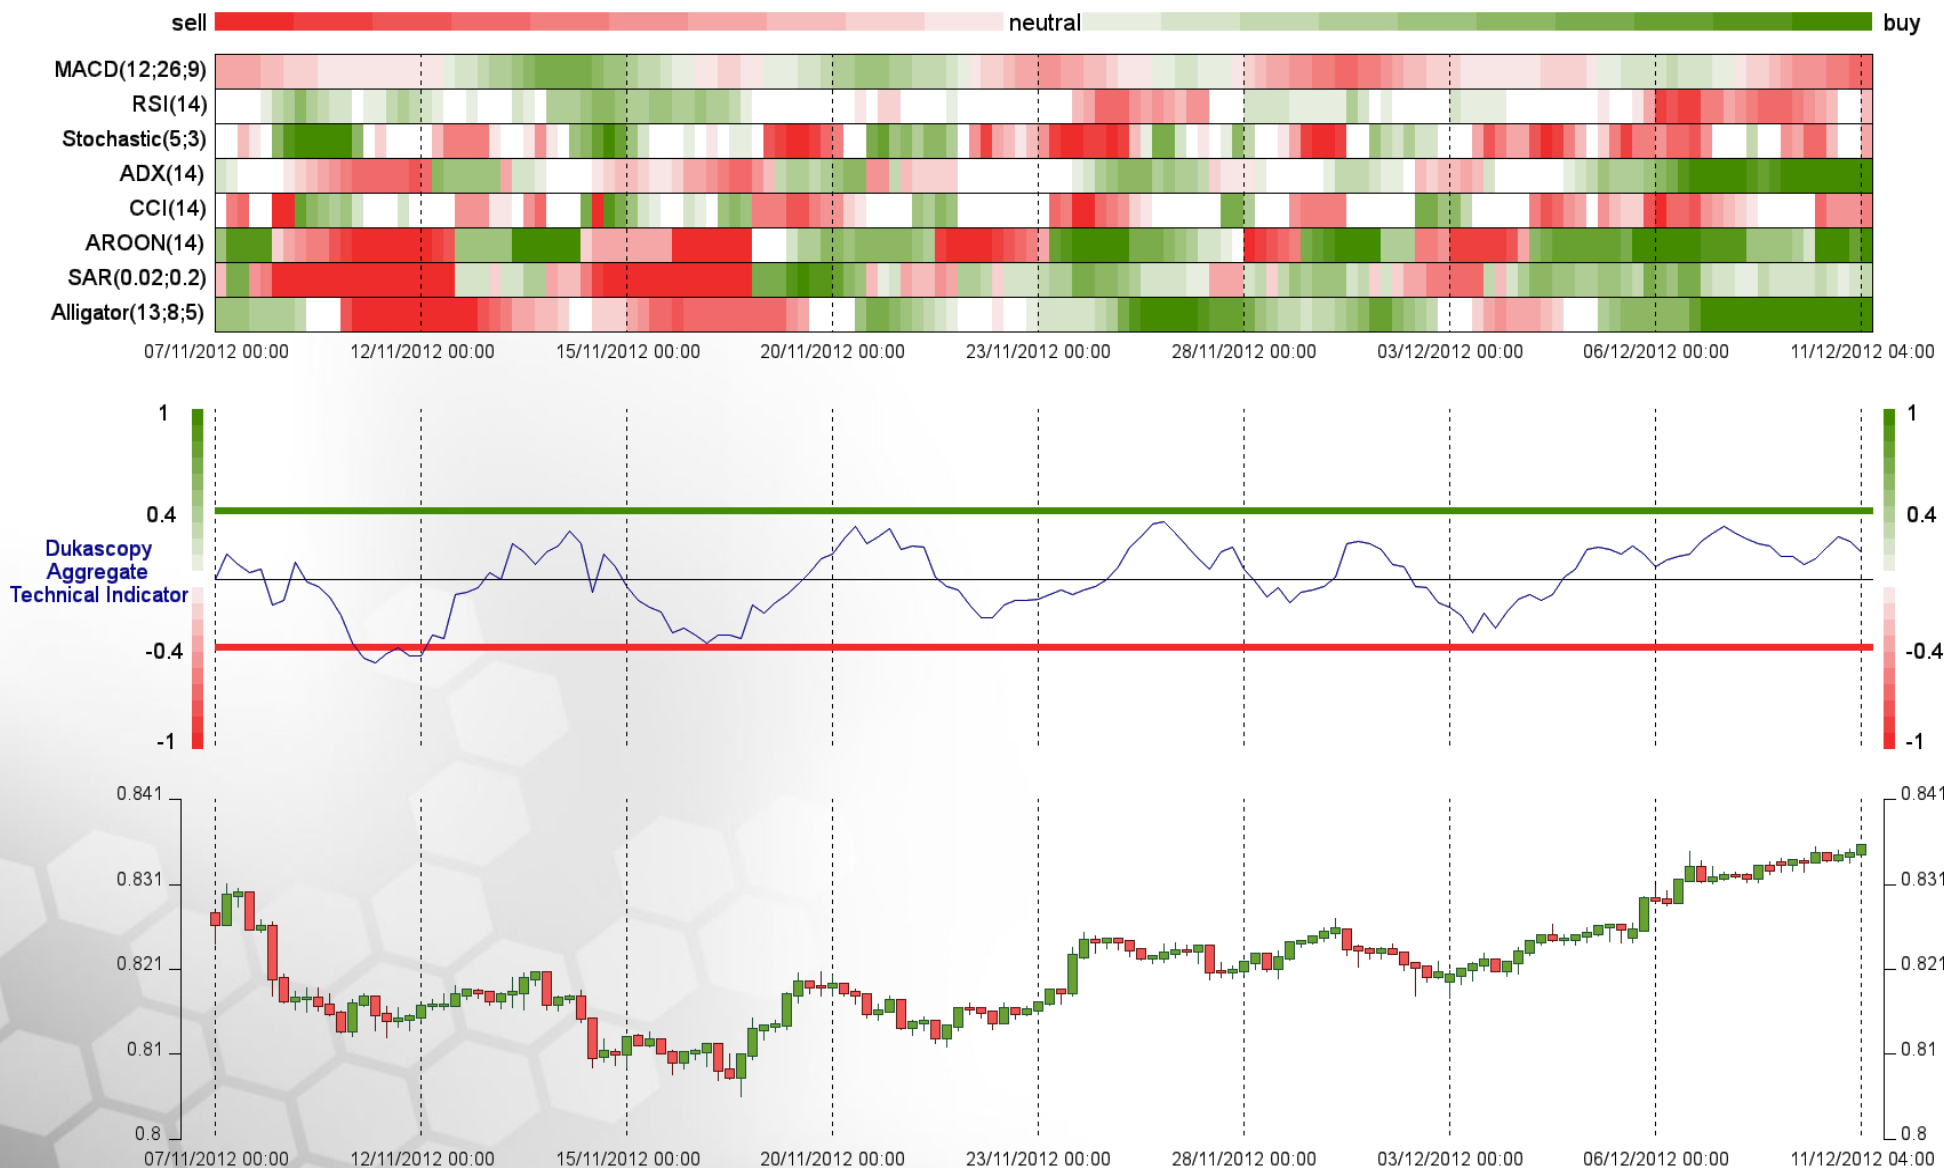 sell neutral buy
MACD(12;26;9)
RSI(14)
Stochastic(5;3)
ADX(14)
CCI(14)
AROON(14)
SAR(0.02;0.2)
Alligator(13;8;5)
07/11/2012 00:00 12/11/2012 00:00 15/11/2012 00:00 20/11/2012 00:00 23/11/2012 00:00 28/11/2012 00:00 03/12/2012 00:00 06/12/2012 00:00 11/12/2012 04:00
1 1
0.4 0.4
Dukascopy
Aggregate
Technical Indicator
-0.4 -0.4
-1 -1
0.841 0.841
0.831 0.831
0.821 0.821
0.81 0.81
0.8 0.8
07/11/2012 00:00 12/11/2012 00:00 15/11/2012 00:00 20/11/2012 00:00 23/11/2012 00:00 28/11/2012 00:00 03/12/2012 00:00 06/12/2012 00:00 11/12/2012 04:00